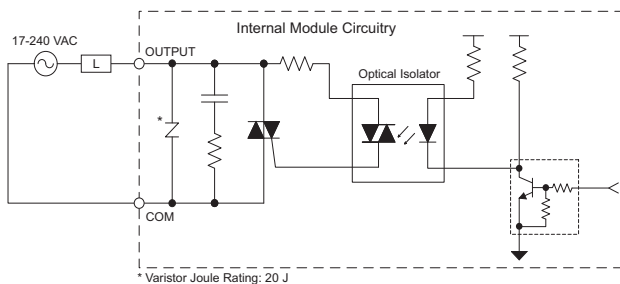 Internal Module Circuitry
17-240 VAC
L
OUTPUT
Optical Isolator
*
COM
* Varistor Joule Rating: 20 J